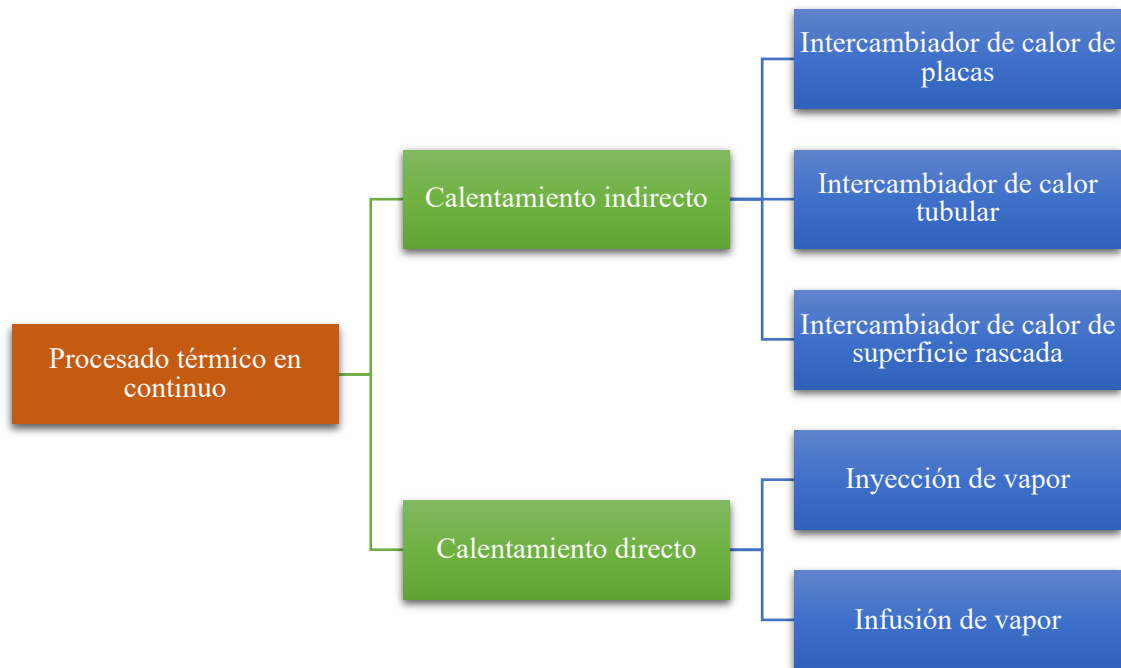 Procesado térmico en
continuo
Calentamiento indirecto
Intercambiador de calor de
placas
Intercambiador de calor
tubular
Intercambiador de calor de
superficie rascada
Calentamiento directo
Inyección de vapor
Infusión de vapor